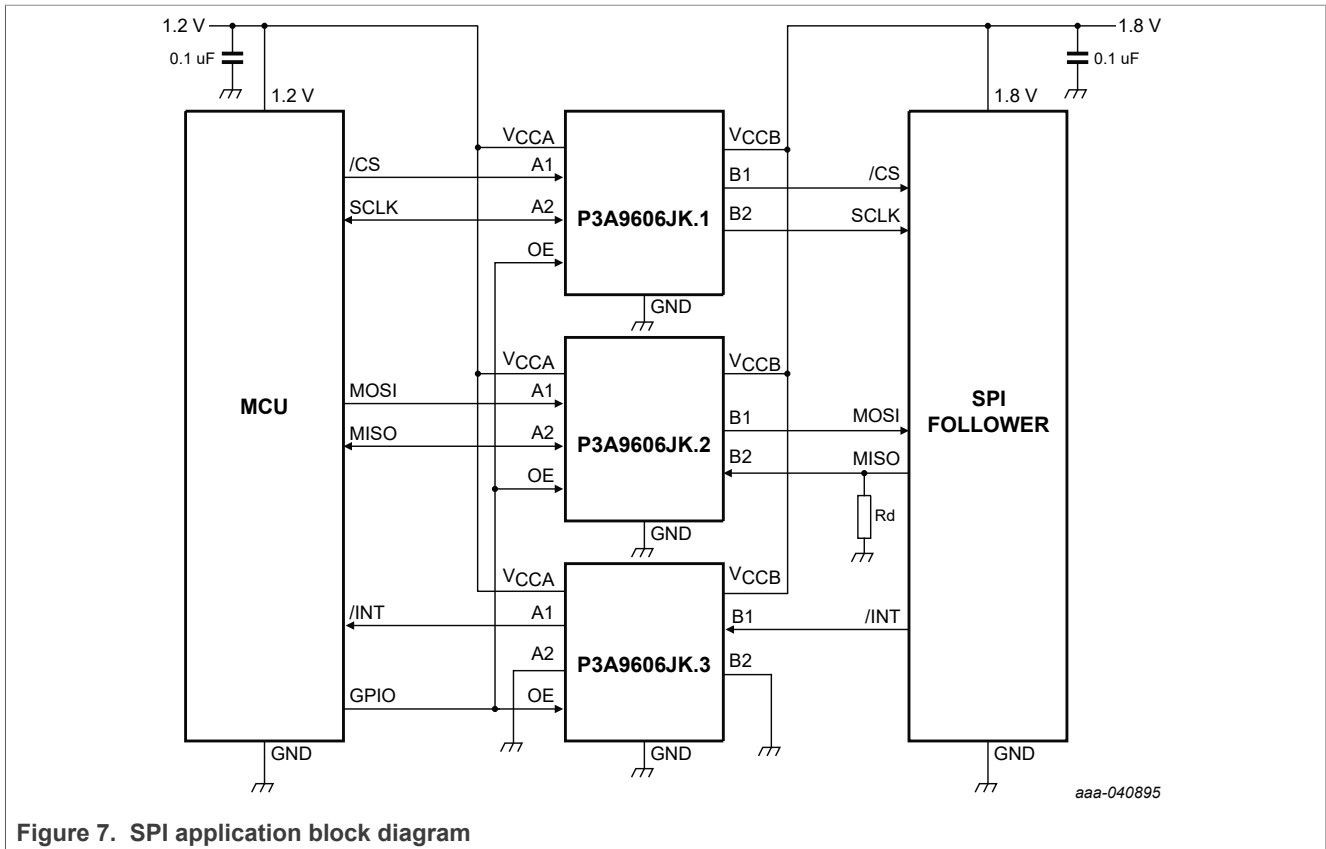 1.2 V
1.8 V
0.1 uF
0.1 uF
1.2 V
1.8 V
VCCA
VCCB
/CS
A1
B1
/CS
SCLK
A2
P3A9606JK.1
B2
SCLK
OE
GND
VCCA
VCCB
MCU
MOSI
A1
B1
MOSI
SPI
FOLLOWER
MISO
A2
P3A9606JK.2
B2
MISO
OE
Rd
GND
VCCA
VCCB
/INT
A1
B1
/INT
A2
P3A9606JK.3
B2
GPIO
OE
GND
GND
GND
aaa-040895
Figure 7. SPI application block diagram